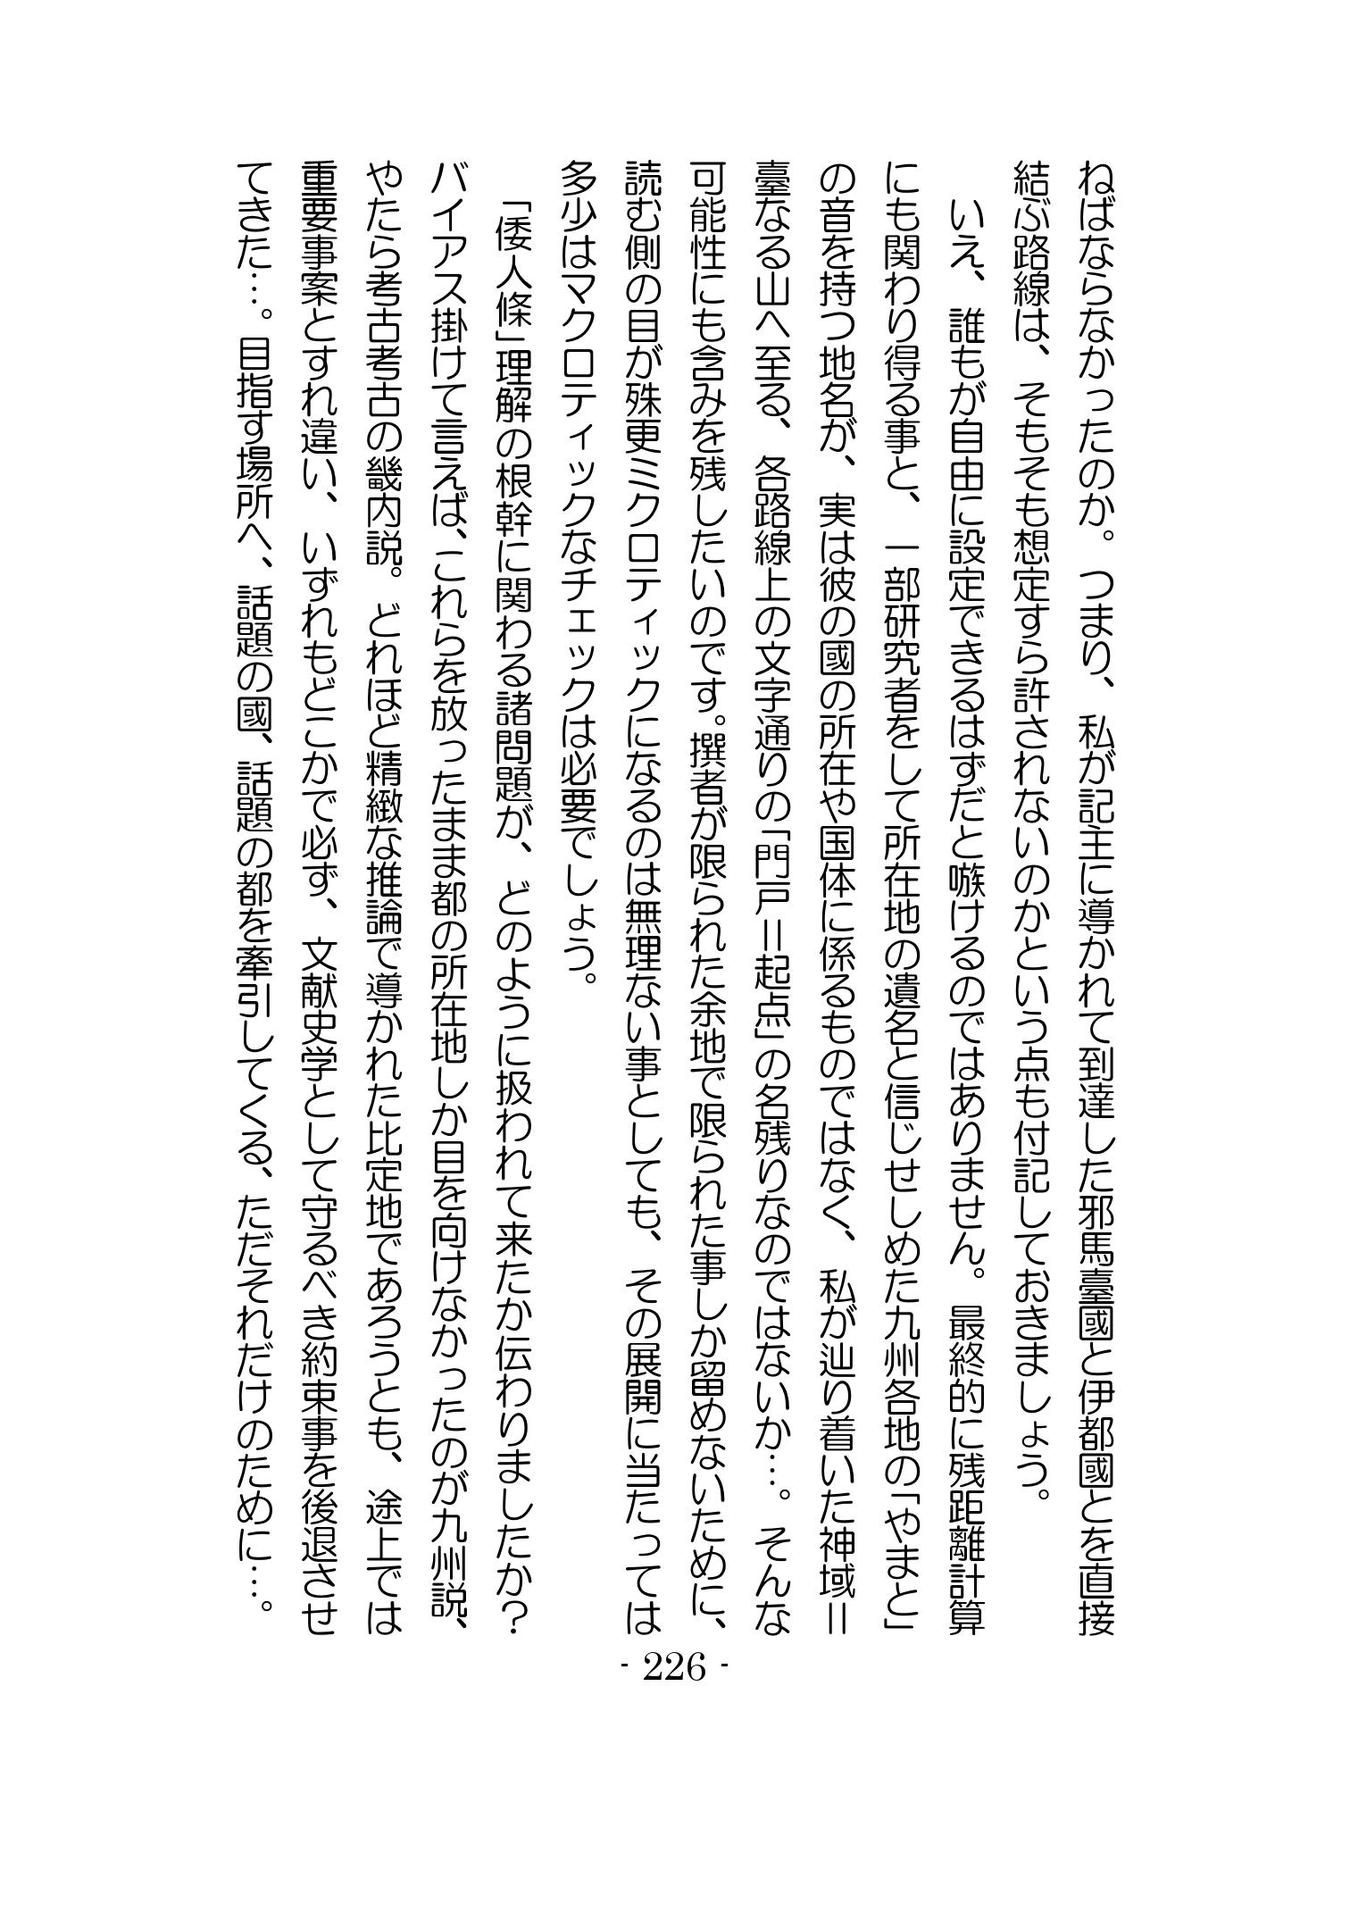 ねばならなかったのか。つまり、私が記主に導かれて到達した邪馬臺國と伊都國とを直接
結ぶ路線は、そもそも想定すら許されないのかという点も付記しておきましょう。
　いえ、誰もが自由に設定できるはずだと嗾けるのではありません。最終的に残距離計算
にも関わり得る事と、一部研究者をして所在地の遺名と信じせしめた九州各地の「やまと」
の音を持つ地名が、実は彼の國の所在や国体に係るものではなく、私が辿り着いた神域＝
臺なる山へ至る、各路線上の文字通りの「門戸＝起点」の名残りなのではないか…。そんな
可能性にも含みを残したいのです。撰者が限られた余地で限られた事しか留めないために、
読む側の目が殊更ミクロティックになるのは無理ない事としても、その展開に当たっては
多少はマクロティックなチェックは必要でしょう。
　「倭人條」理解の根幹に関わる諸問題が、どのように扱われて来たか伝わりましたか？
バイアス掛けて言えば、これらを放ったまま都の所在地しか目を向けなかったのが九州説、
やたら考古考古の畿内説。どれほど精緻な推論で導かれた比定地であろうとも、途上では
重要事案とすれ違い、いずれもどこかで必ず、文献史学として守るべき約束事を後退させ
てきた…。目指す場所へ、話題の國、話題の都を牽引してくる、ただそれだけのために…。
- 226 -